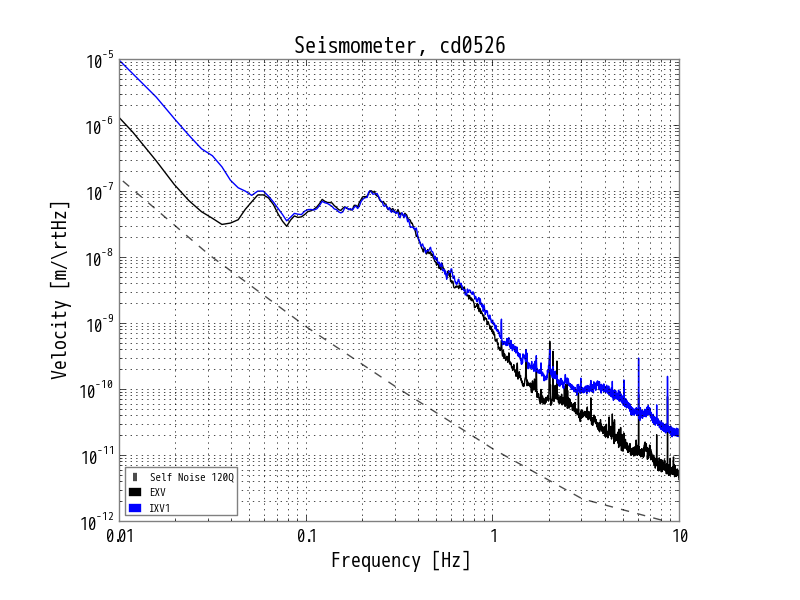 Seismometer, cd0526
Velocity [m/\rtHz]
10^-5
10^-6
10^-7
10^-8
10^-9
10^-10
10^-11
10^-12
Self Noise 120Q
EXV
IXV1
0.01 0.1 1 10
Frequency [Hz]